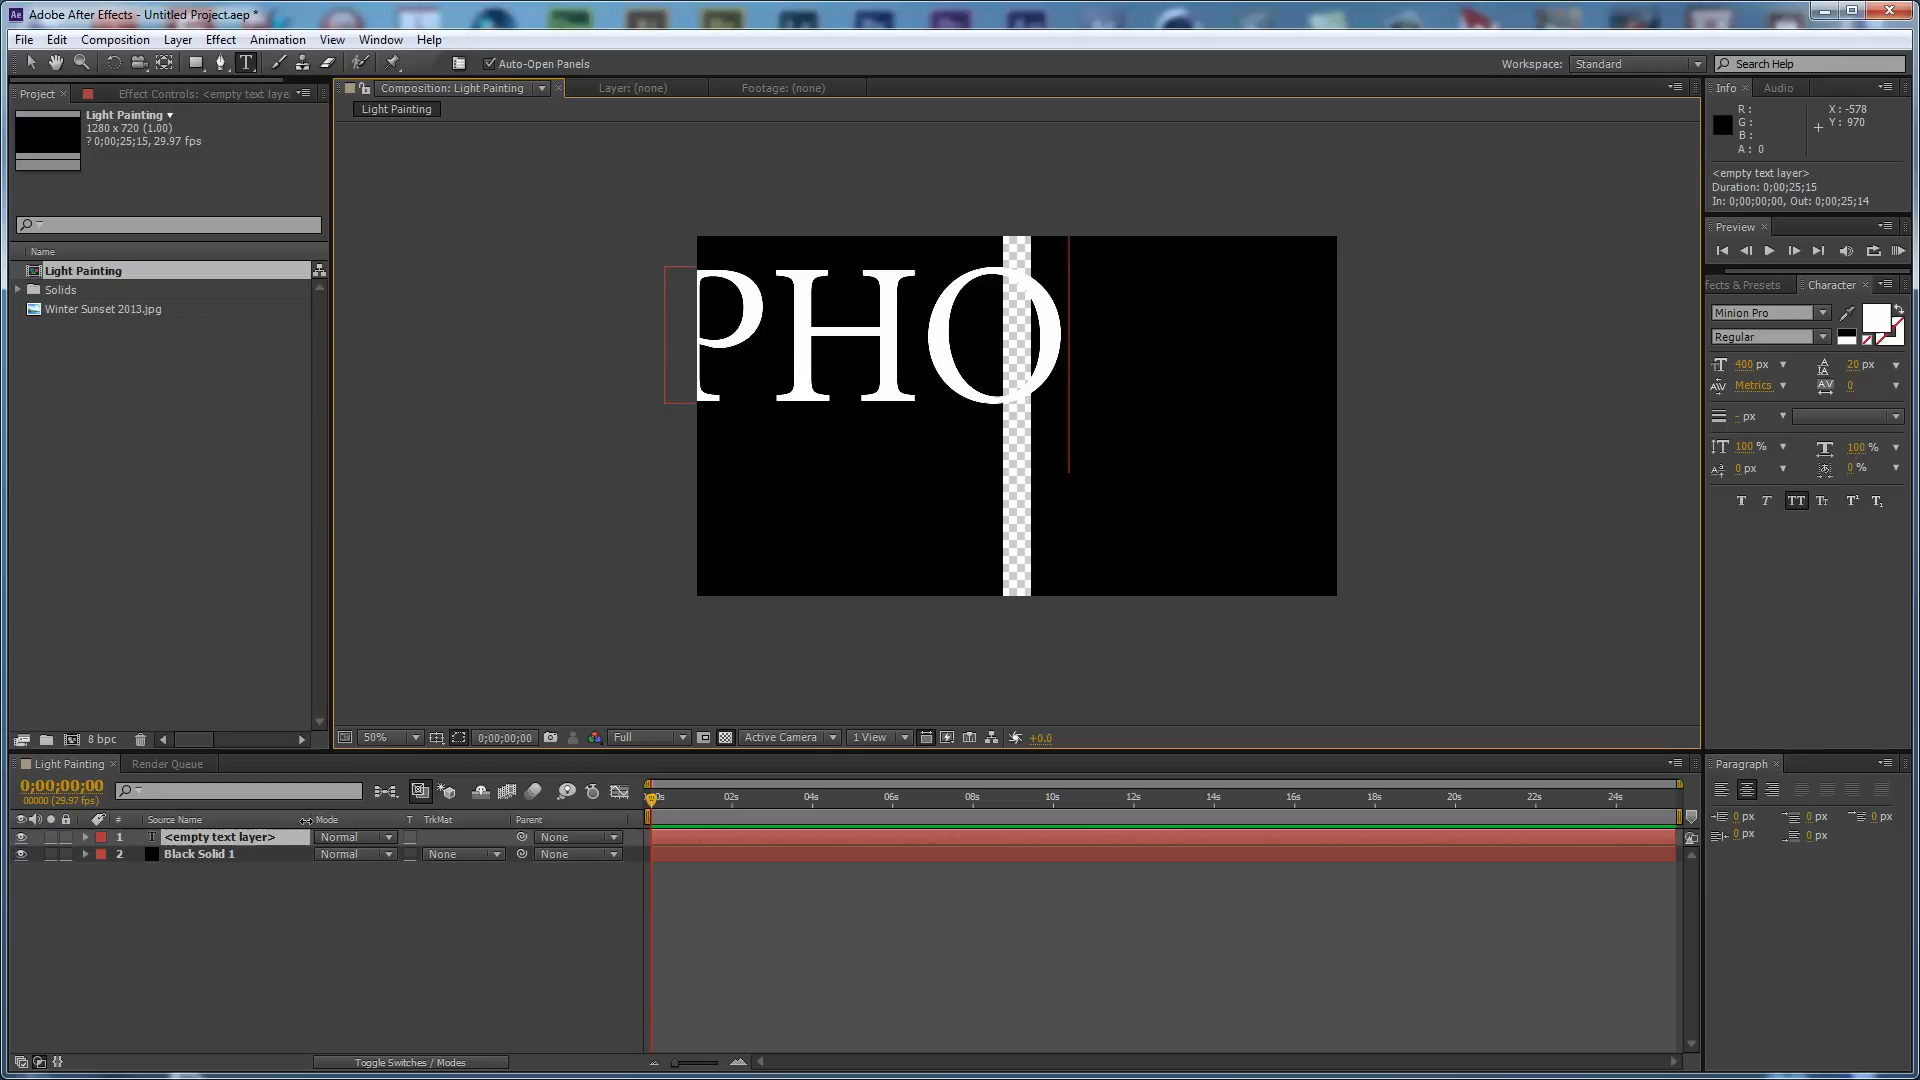 Adobe After Effects - Untitled Project.aep *
File Edit Composition Layer Effect Animation View Window Help
Auto-Open Panels
Workspace: Standard
Search Help
Project
Effect Controls: <empty text laye
Composition: Light Painting
Layer: (none)
Footage: (none)
Info
Audio
Light Painting
Light Painting
1280 x 720 (1.00)
? 0;00;25;15, 29.97 fps
R :
G :
B :
A : 0
X : -578
Y : 970
<empty text layer>
Duration: 0;00;25;15
In: 0;00;00;00, Out: 0;00;25;14
Preview
Name
Light Painting
Solids
Winter Sunset 2013.jpg
fects & Presets
Character
Minion Pro
Regular
400 px
20 px
Metrics
0
- px
100 %
100 %
0 px
0 %
T T TT Tt T¹ T₁
PHO
8 bpc
50%
0;00;00;00
Full
Active Camera
1 View
+0.0
Light Painting
Render Queue
0;00;00;00
00000 (29.97 fps)
:00s 02s 04s 06s 08s 10s 12s 14s 16s 18s 20s 22s 24s
# Source Name Mode T TrkMat Parent
1 T <empty text layer> Normal None
2 Black Solid 1 Normal None None
Toggle Switches / Modes
Paragraph
0 px 0 px 0 px
0 px 0 px